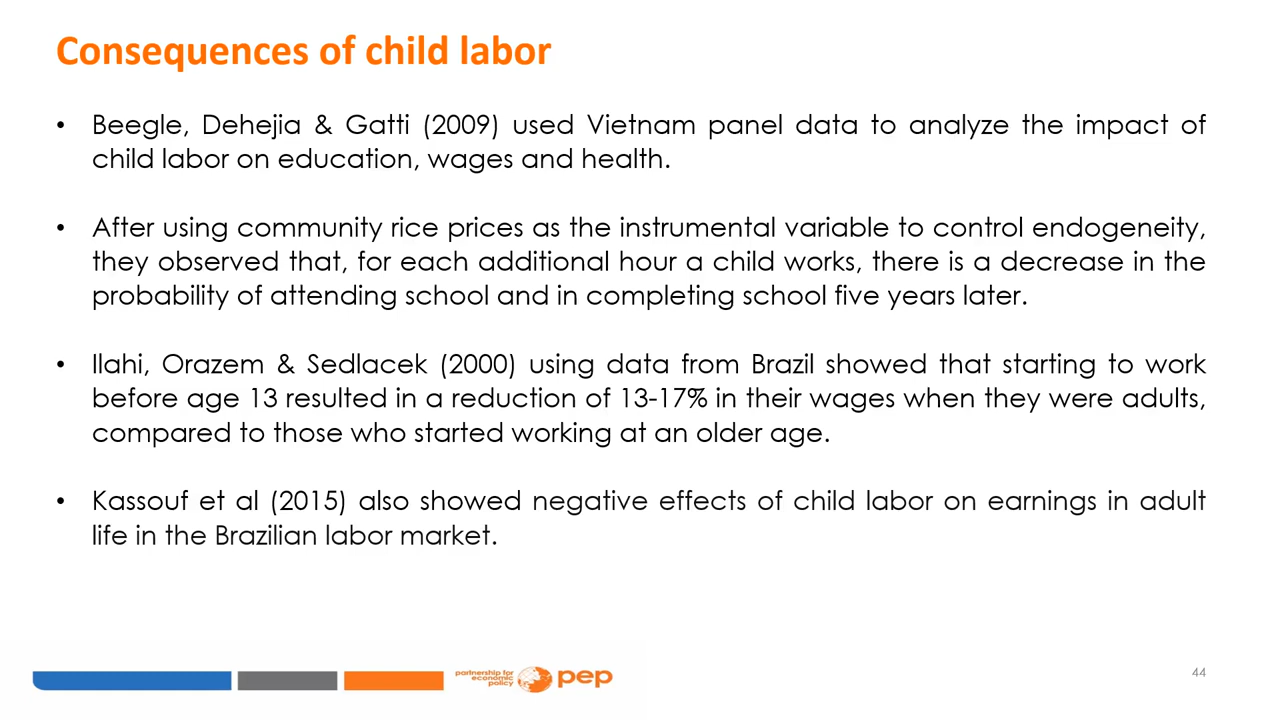 Consequences of child labor
• Beegle, Dehejia & Gatti (2009) used Vietnam panel data to analyze the impact of
child labor on education, wages and health.
• After using community rice prices as the instrumental variable to control endogeneity,
they observed that, for each additional hour a child works, there is a decrease in the
probability of attending school and in completing school five years later.
• Ilahi, Orazem & Sedlacek (2000) using data from Brazil showed that starting to work
before age 13 resulted in a reduction of 13-17% in their wages when they were adults,
compared to those who started working at an older age.
• Kassouf et al (2015) also showed negative effects of child labor on earnings in adult
life in the Brazilian labor market.
partnership for
economic
policy
pep
44